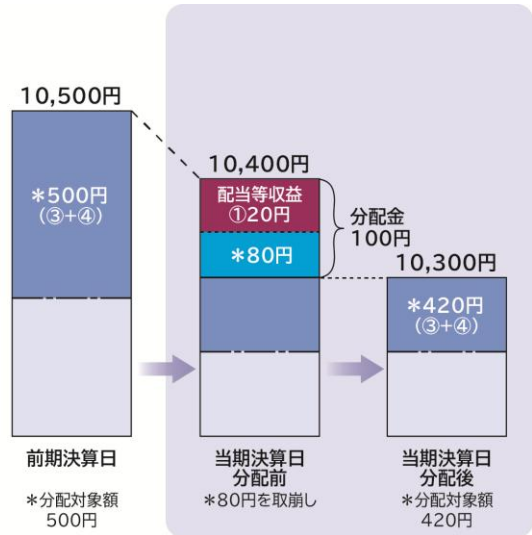 10,500円
＊500円
(③+④)
前期決算日
＊分配対象額
500円
10,400円
配当等収益
①20円
＊80円
分配金
100円
当期決算日
分配前
＊80円を取崩し
10,300円
＊420円
(③+④)
当期決算日
分配後
＊分配対象額
420円